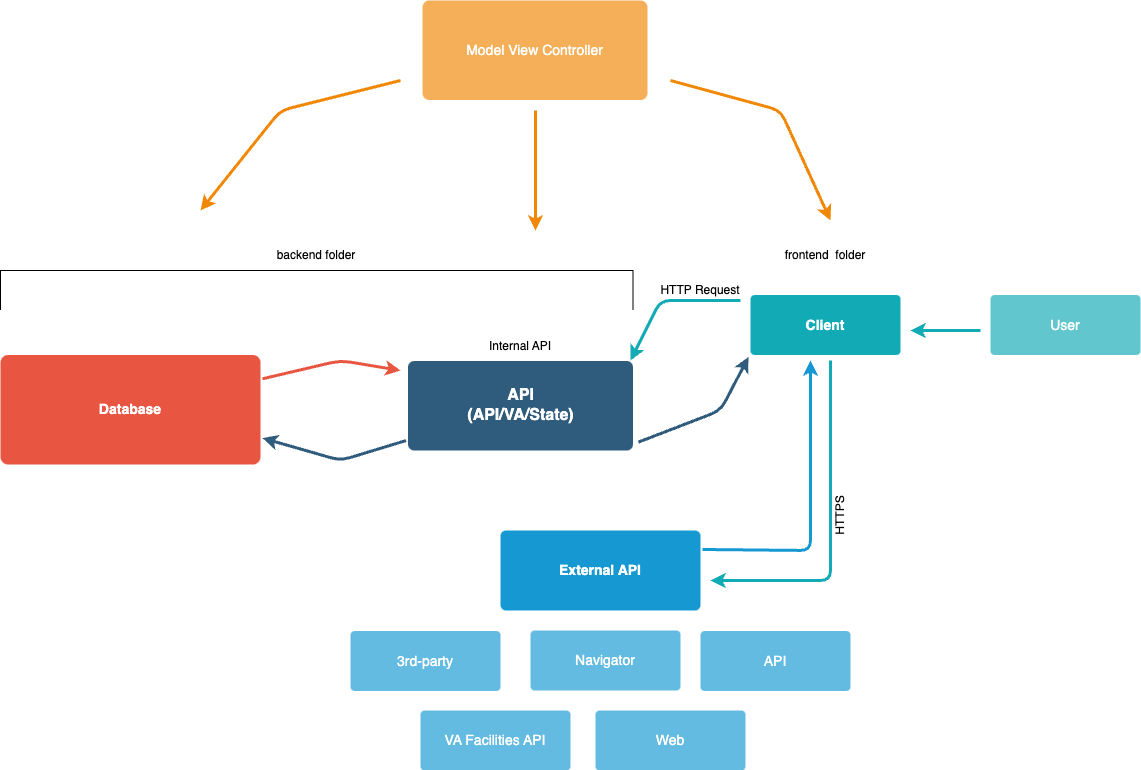 Model View Controller
backend folder
frontend  folder
HTTP Request
Client
User
Internal API
Database
API
(API/VA/State)
HTTPS
External API
3rd-party
Navigator
API
VA Facilities API
Web